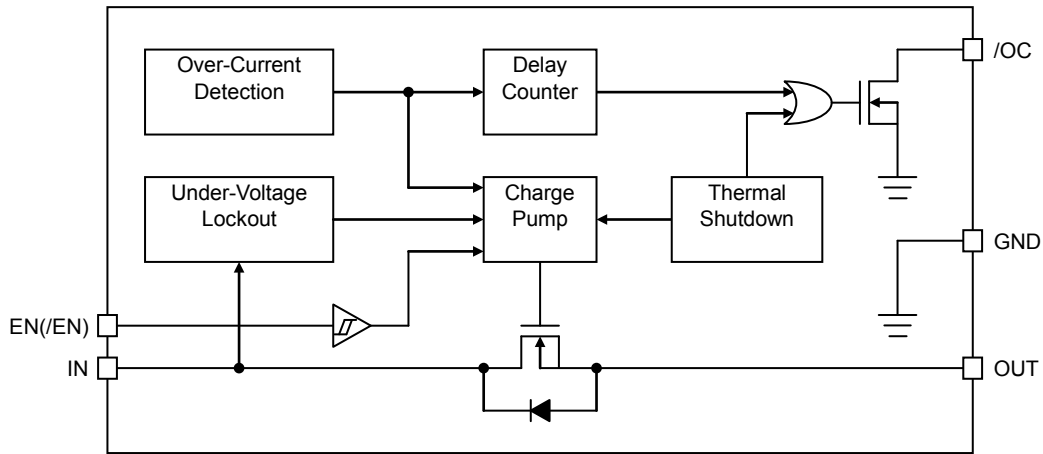 Over-Current
Detection
Delay
Counter
/OC
Under-Voltage
Lockout
Charge
Pump
Thermal
Shutdown
GND
EN(/EN)
IN
OUT